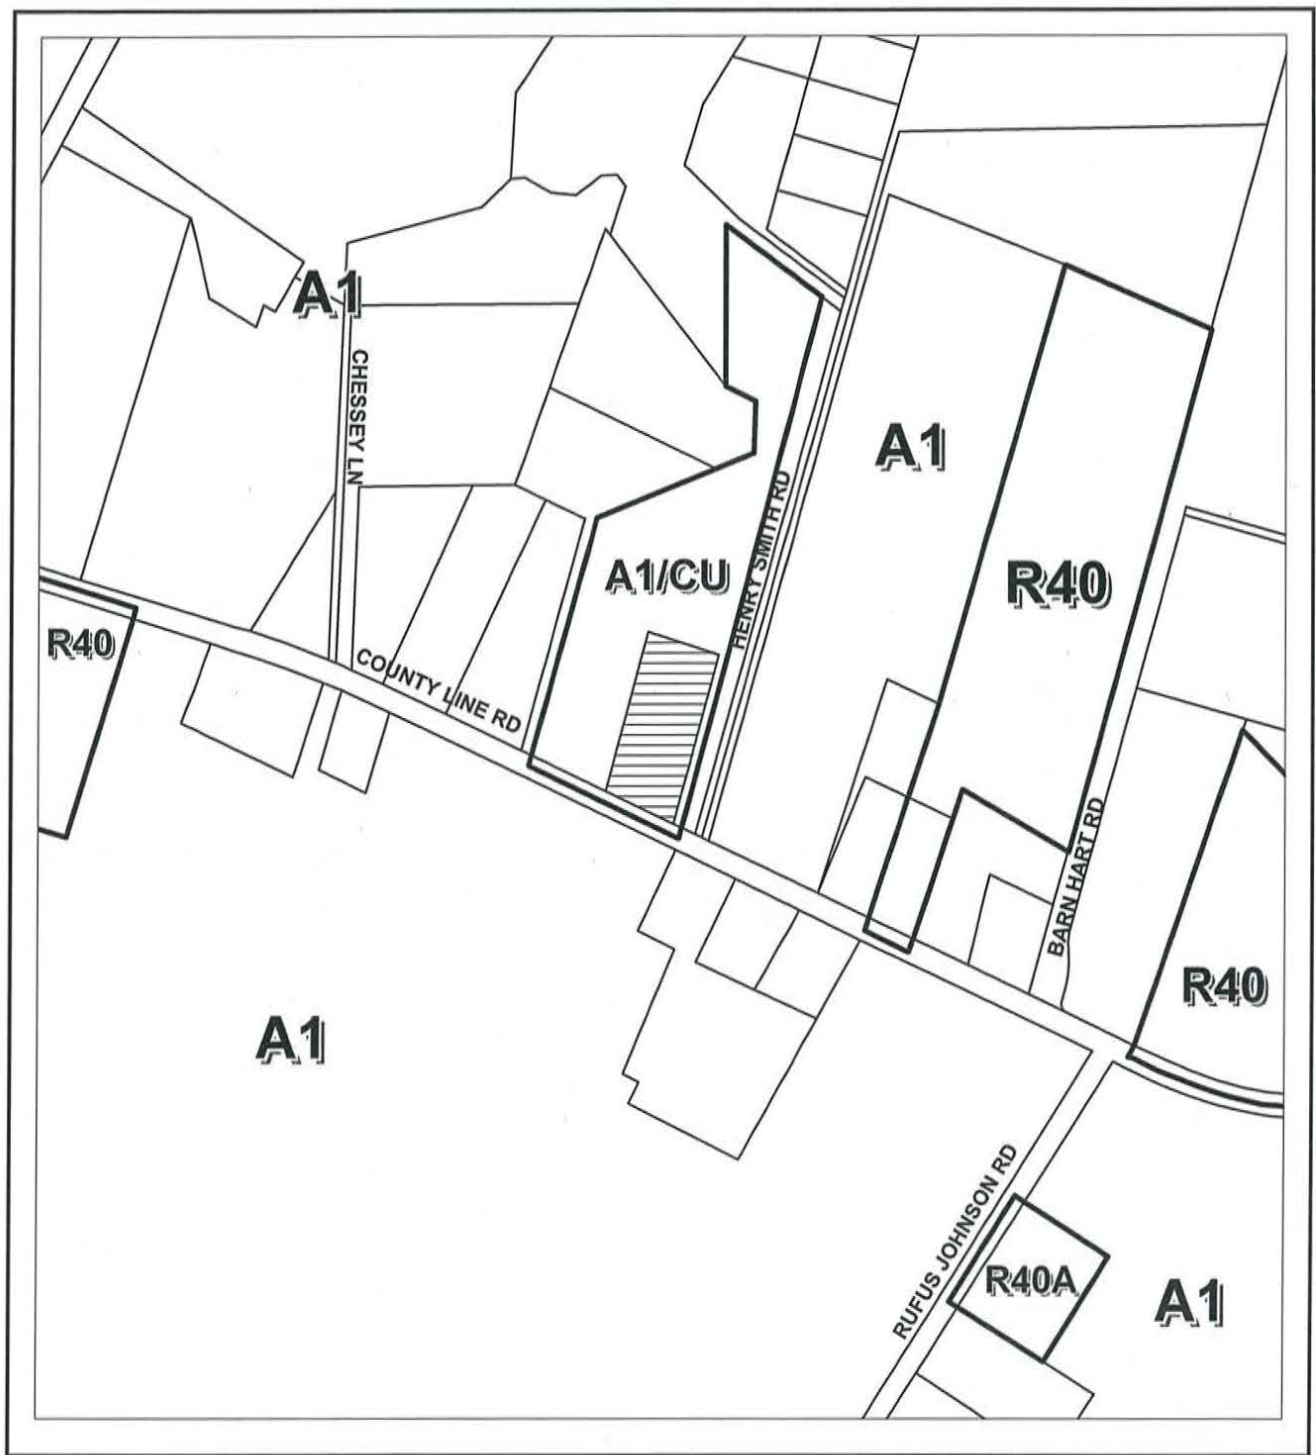 A1
CHESSEY LN
A1
HENRY SMITH RD
A1/CU
R40
R40
COUNTY LINE RD
BARN HART RD
R40
A1
RUFUS JOHNSON RD
R40A
A1